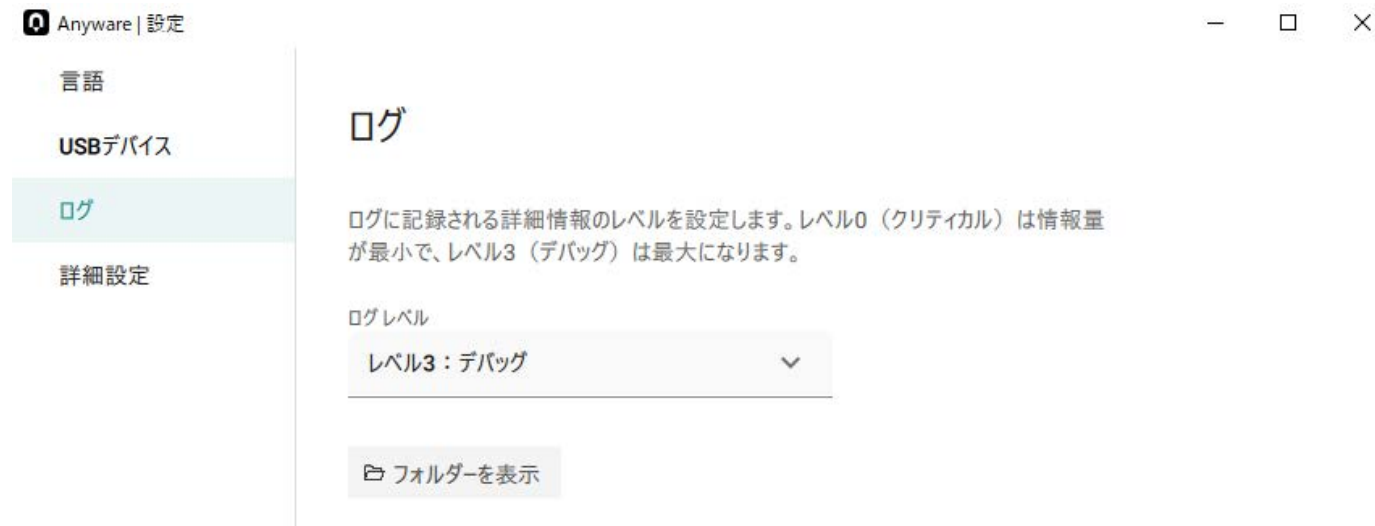 Anyware | 設定
言語
USBデバイス
ログ
詳細設定
ログ
ログに記録される詳細情報のレベルを設定します。レベル0（クリティカル）は情報量
が最小で、レベル3（デバッグ）は最大になります。
ログレベル
レベル3：デバッグ
フォルダーを表示